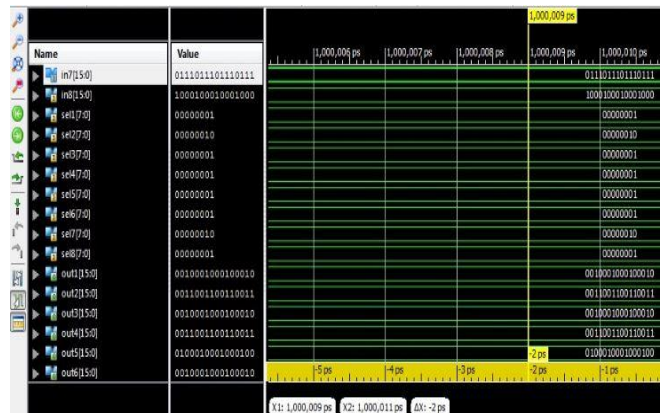 1,000,009 ps
Name Value
1,000,006 ps 1,000,007 ps 1,000,008 ps 1,000,009 ps 1,000,010 ps
in7[15:0] 0111011101110111 0111011101110111
in8[15:0] 1000100010001000 1000100010001000
sel1[7:0] 00000001 00000001
sel2[7:0] 00000010 00000010
sel3[7:0] 00000001 00000001
sel4[7:0] 00000001 00000001
sel5[7:0] 00000001 00000001
sel6[7:0] 00000001 00000001
sel7[7:0] 00000010 00000010
sel8[7:0] 00000001 00000001
out1[15:0] 0010001000100010 0010001000100010
out2[15:0] 0011001100110011 0011001100110011
out3[15:0] 0010001000100010 0010001000100010
out4[15:0] 0011001100110011 0011001100110011
out5[15:0] 0100010001000100 -2 ps 0100010001000100
out6[15:0] 0010001000100010 -5 ps -4 ps -3 ps -2 ps -1 ps
X1: 1,000,009 ps X2: 1,000,011 ps ΔX: -2 ps